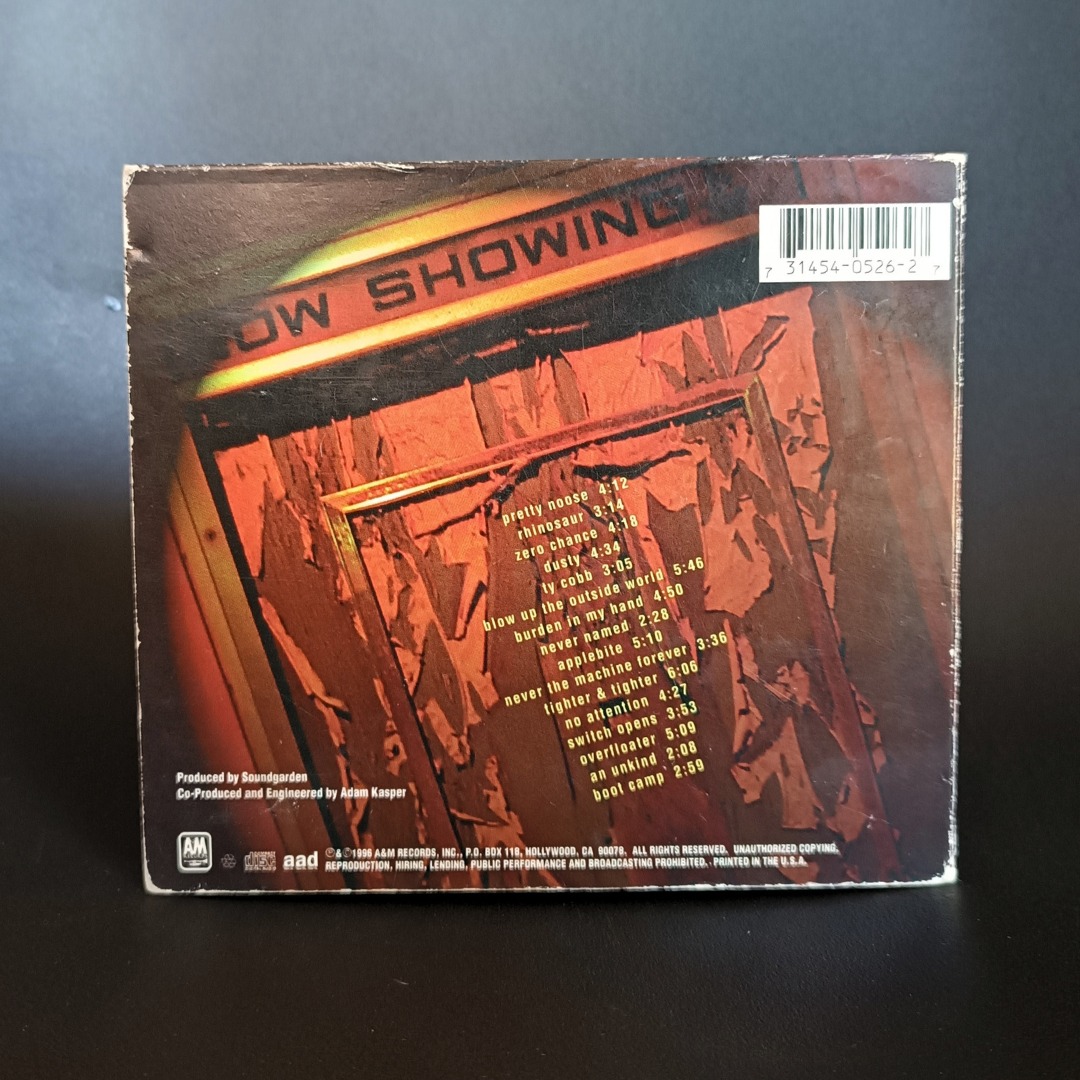 OW SHOWING
7 31454-0526-2 7
pretty noose 4:12
rhinosaur 3:14
zero chance 4:18
dusty 4:34
ty cobb 3:05
blow up the outside world 5:46
burden in my hand 4:50
never named 2:28
applebite 5:10
never the machine forever 3:36
tighter & tighter 6:06
no attention 4:27
switch opens 3:53
overfloater 5:09
an unkind 2:08
boot camp 2:59
Produced by Soundgarden
Co-Produced and Engineered by Adam Kasper
AM
aad
℗&©1996 A&M RECORDS, INC., P.O. BOX 118, HOLLYWOOD, CA 90078. ALL RIGHTS RESERVED. UNAUTHORIZED COPYING,
REPRODUCTION, HIRING, LENDING, PUBLIC PERFORMANCE AND BROADCASTING PROHIBITED. PRINTED IN THE U.S.A.